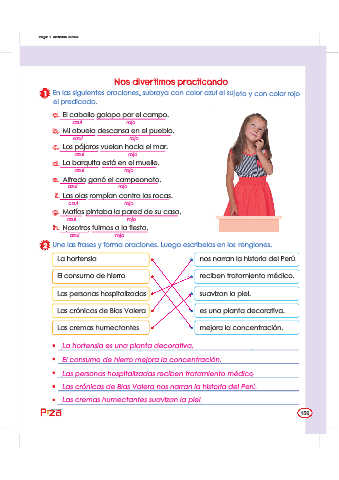 Nos divertimos practicando
1 En las siguientes oraciones, subraya con color azul el sujeto y con color rojo
el predicado.
a. El caballo galopa por el campo.
azul rojo
b. Mi abuela descansa en el pueblo.
azul rojo
c. Los pájaros vuelan hacia el mar.
azul rojo
d. La barquita está en el muelle.
azul rojo
e. Alfredo ganó el campeonato.
azul rojo
f. Las olas rompían contra las rocas.
azul rojo
g. Matías pintaba la pared de su casa.
azul rojo
h. Nosotros fuimos a la fiesta.
azul rojo
2 Une las frases y forma oraciones. Luego escríbelas en los renglones.
La hortensia nos narran la historia del Perú.
El consumo de hierro reciben tratamiento médico.
Las personas hospitalizadas suavizan la piel.
Las crónicas de Blas Valera es una planta decorativa.
Las cremas humectantes mejora la concentración.
La hortensia es una planta decorativa.
El consumo de hierro mejora la concentración.
Las personas hospitalizadas reciben tratamiento médico.
Las crónicas de Blas Valera nos narran la historia del Perú.
Las cremas humectantes suavizan la piel.